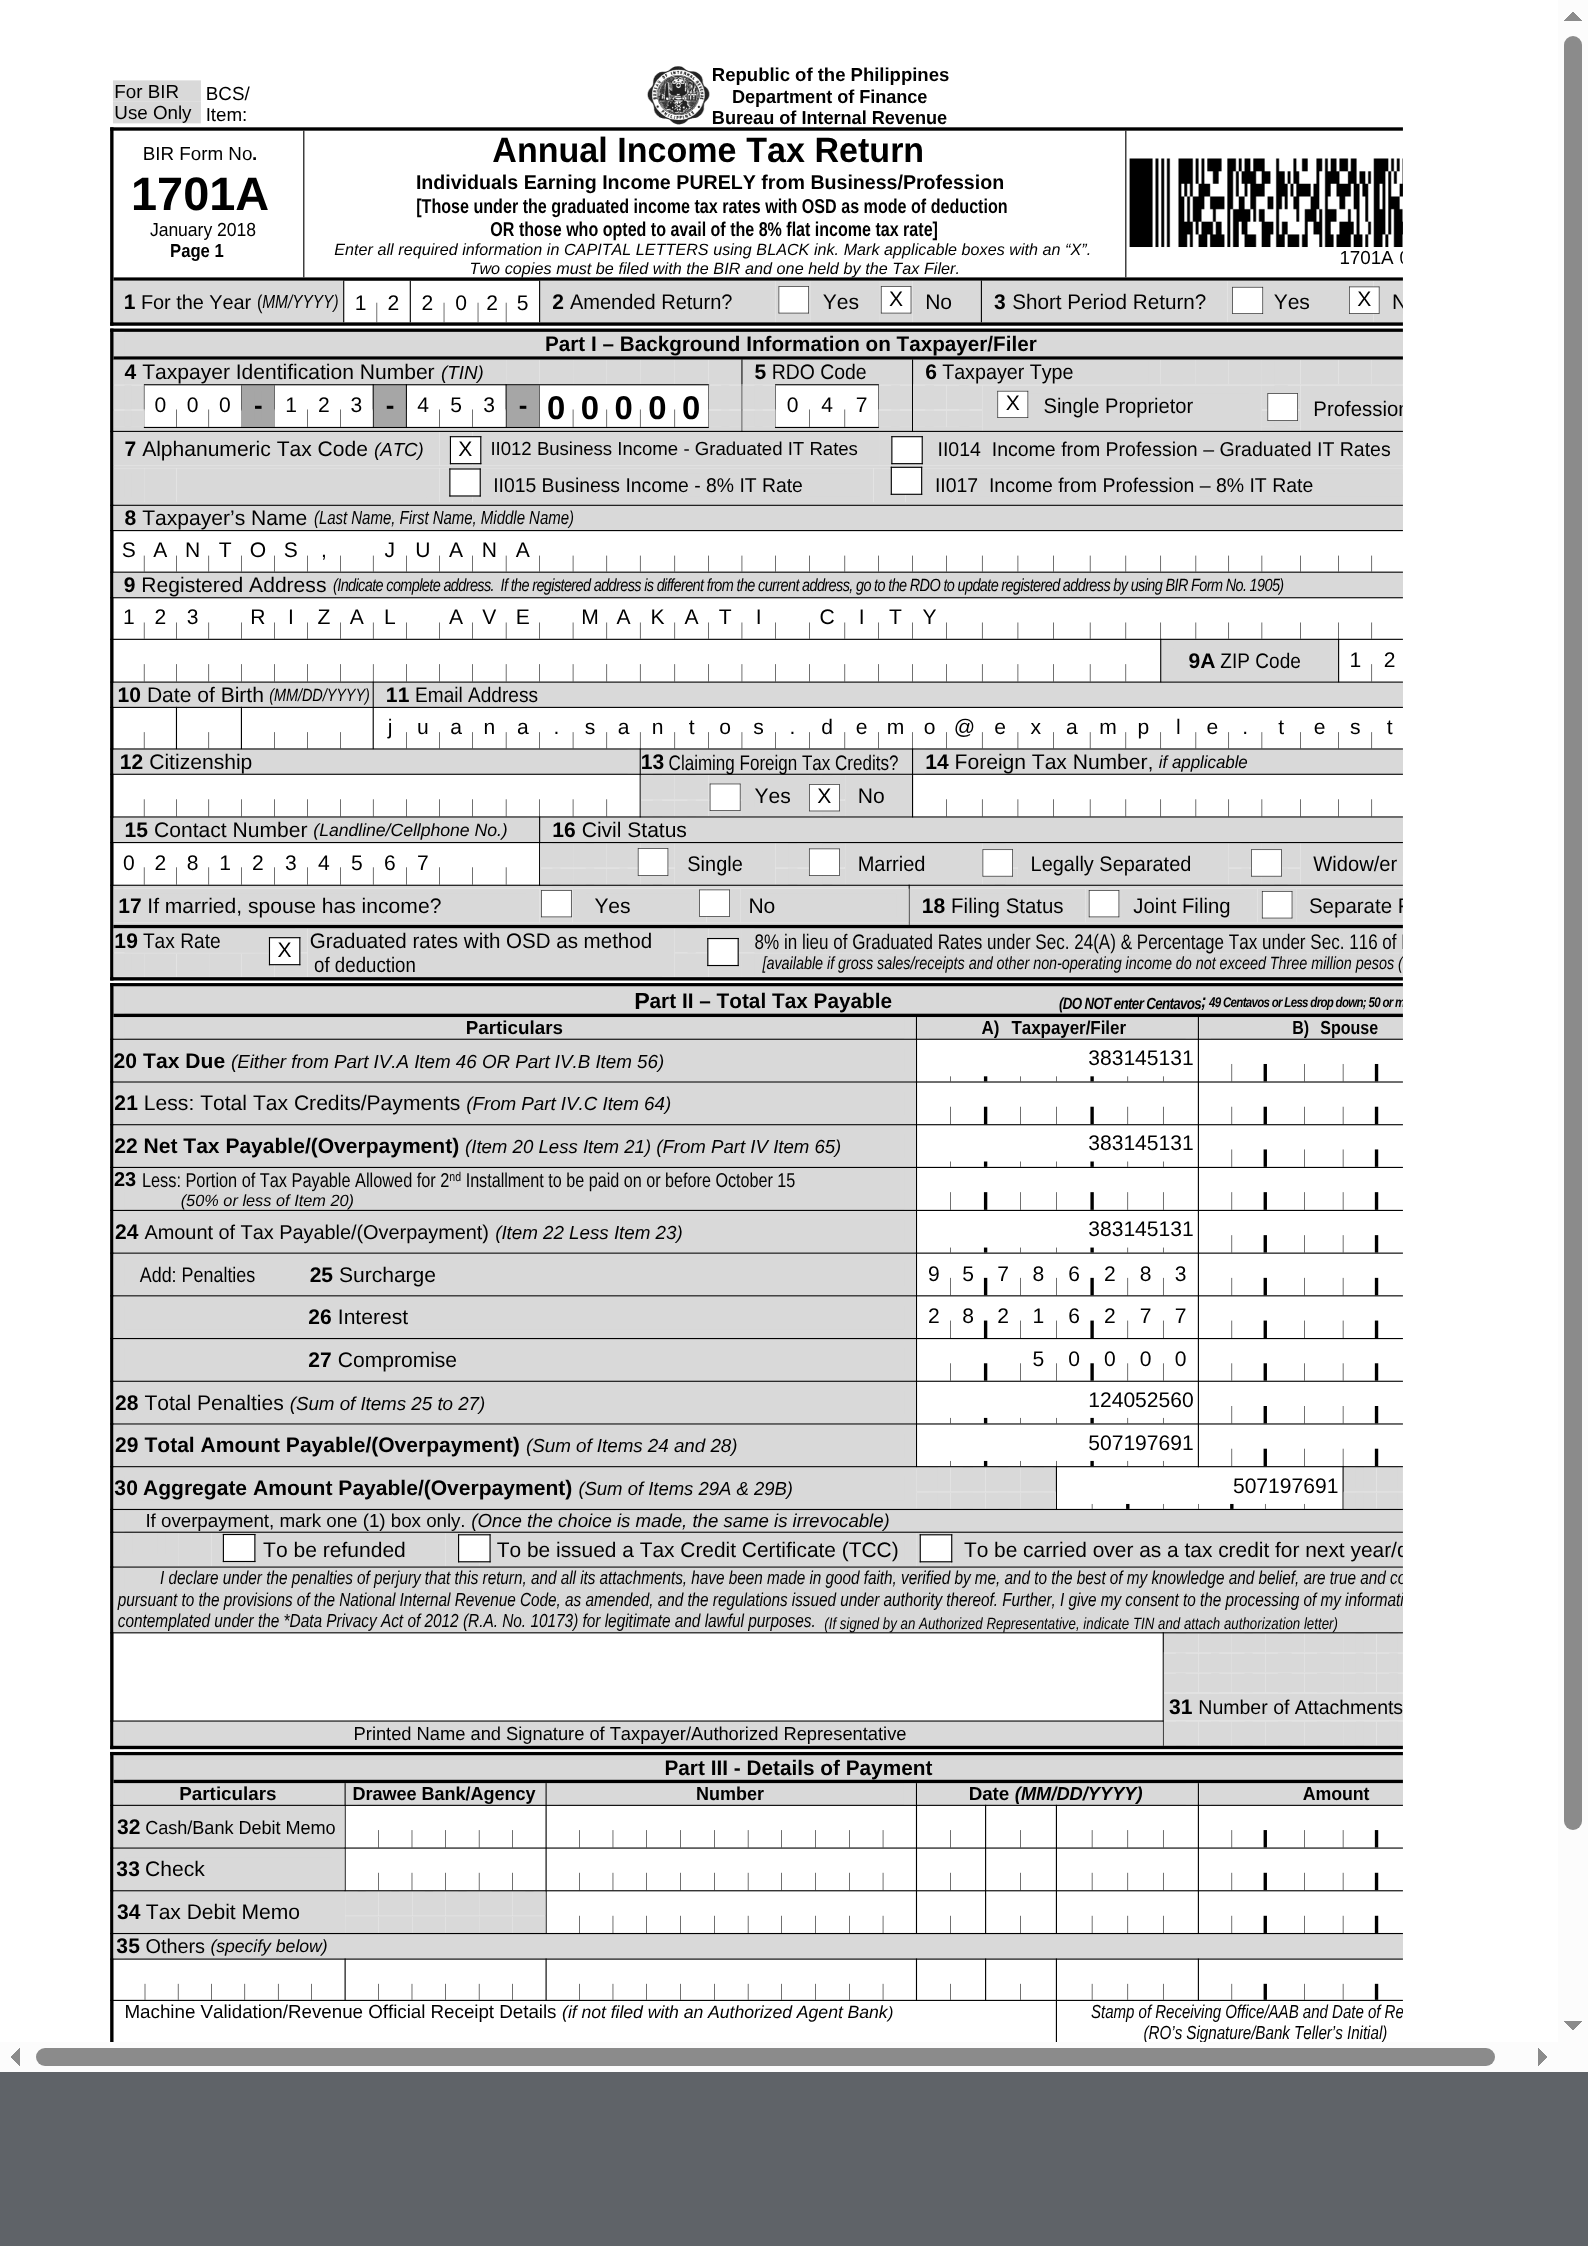 For BIR
Use Only
BCS/
Item:
Republic of the Philippines
Department of Finance
Bureau of Internal Revenue
BIR Form No.
1701A
January 2018
Page 1
Annual Income Tax Return
Individuals Earning Income PURELY from Business/Profession
[Those under the graduated income tax rates with OSD as mode of deduction
OR those who opted to avail of the 8% flat income tax rate]
Enter all required information in CAPITAL LETTERS using BLACK ink. Mark applicable boxes with an “X”.
Two copies must be filed with the BIR and one held by the Tax Filer.
1701A
1 For the Year (MM/YYYY) 1 2 2 0 2 5 2 Amended Return? Yes X No 3 Short Period Return? Yes X N
Part I – Background Information on Taxpayer/Filer
4 Taxpayer Identification Number (TIN) 5 RDO Code 6 Taxpayer Type
0 0 0 - 1 2 3 - 4 5 3 - 0 0 0 0 0 0 4 7 X Single Proprietor Profession
7 Alphanumeric Tax Code (ATC) X II012 Business Income - Graduated IT Rates II014 Income from Profession – Graduated IT Rates
II015 Business Income - 8% IT Rate II017 Income from Profession – 8% IT Rate
8 Taxpayer’s Name (Last Name, First Name, Middle Name)
S A N T O S , J U A N A
9 Registered Address (Indicate complete address. If the registered address is different from the current address, go to the RDO to update registered address by using BIR Form No. 1905)
1 2 3 R I Z A L A V E M A K A T I C I T Y
9A ZIP Code 1 2
10 Date of Birth (MM/DD/YYYY) 11 Email Address
j u a n a . s a n t o s . d e m o @ e x a m p l e . t e s t
12 Citizenship 13 Claiming Foreign Tax Credits? 14 Foreign Tax Number, if applicable
Yes X No
15 Contact Number (Landline/Cellphone No.) 16 Civil Status
0 2 8 1 2 3 4 5 6 7 Single Married Legally Separated Widow/er
17 If married, spouse has income? Yes No 18 Filing Status Joint Filing Separate F
19 Tax Rate X Graduated rates with OSD as method
of deduction
8% in lieu of Graduated Rates under Sec. 24(A) & Percentage Tax under Sec. 116 of
[available if gross sales/receipts and other non-operating income do not exceed Three million pesos (
Part II – Total Tax Payable (DO NOT enter Centavos; 49 Centavos or Less drop down; 50 or m
Particulars A) Taxpayer/Filer B) Spouse
20 Tax Due (Either from Part IV.A Item 46 OR Part IV.B Item 56) 383145131
21 Less: Total Tax Credits/Payments (From Part IV.C Item 64)
22 Net Tax Payable/(Overpayment) (Item 20 Less Item 21) (From Part IV Item 65) 383145131
23 Less: Portion of Tax Payable Allowed for 2nd Installment to be paid on or before October 15
(50% or less of Item 20)
24 Amount of Tax Payable/(Overpayment) (Item 22 Less Item 23) 383145131
Add: Penalties 25 Surcharge 9 5 7 8 6 2 8 3
26 Interest 2 8 2 1 6 2 7 7
27 Compromise 5 0 0 0 0
28 Total Penalties (Sum of Items 25 to 27) 124052560
29 Total Amount Payable/(Overpayment) (Sum of Items 24 and 28) 507197691
30 Aggregate Amount Payable/(Overpayment) (Sum of Items 29A & 29B) 507197691
If overpayment, mark one (1) box only. (Once the choice is made, the same is irrevocable)
To be refunded To be issued a Tax Credit Certificate (TCC) To be carried over as a tax credit for next year/
I declare under the penalties of perjury that this return, and all its attachments, have been made in good faith, verified by me, and to the best of my knowledge and belief, are true and co
pursuant to the provisions of the National Internal Revenue Code, as amended, and the regulations issued under authority thereof. Further, I give my consent to the processing of my informati
contemplated under the *Data Privacy Act of 2012 (R.A. No. 10173) for legitimate and lawful purposes. (If signed by an Authorized Representative, indicate TIN and attach authorization letter)
31 Number of Attachments
Printed Name and Signature of Taxpayer/Authorized Representative
Part III - Details of Payment
Particulars Drawee Bank/Agency Number Date (MM/DD/YYYY) Amount
32 Cash/Bank Debit Memo
33 Check
34 Tax Debit Memo
35 Others (specify below)
Machine Validation/Revenue Official Receipt Details (if not filed with an Authorized Agent Bank)
Stamp of Receiving Office/AAB and Date of Re
(RO’s Signature/Bank Teller’s Initial)